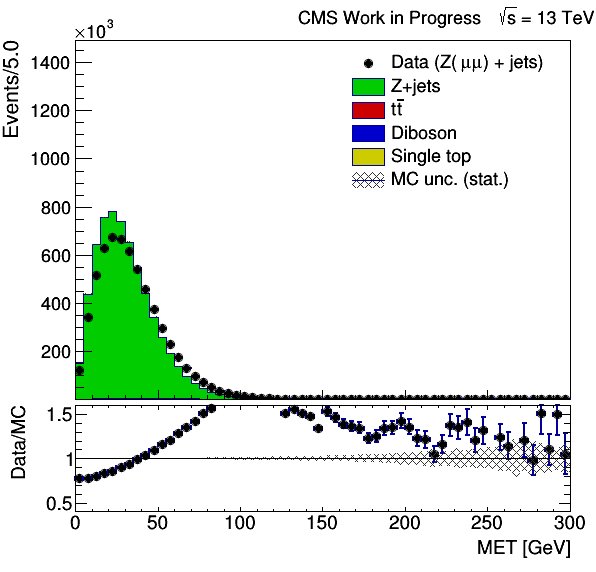 CMS Work in Progress √s = 13 TeV
×10³
Events/5.0
1400
1200
1000
800
600
400
200
Data (Z(μμ) + jets)
Z+jets
tt̄
Diboson
Single top
MC unc. (stat.)
Data/MC
1.5
1
0.5
0 50 100 150 200 250 300
MET [GeV]